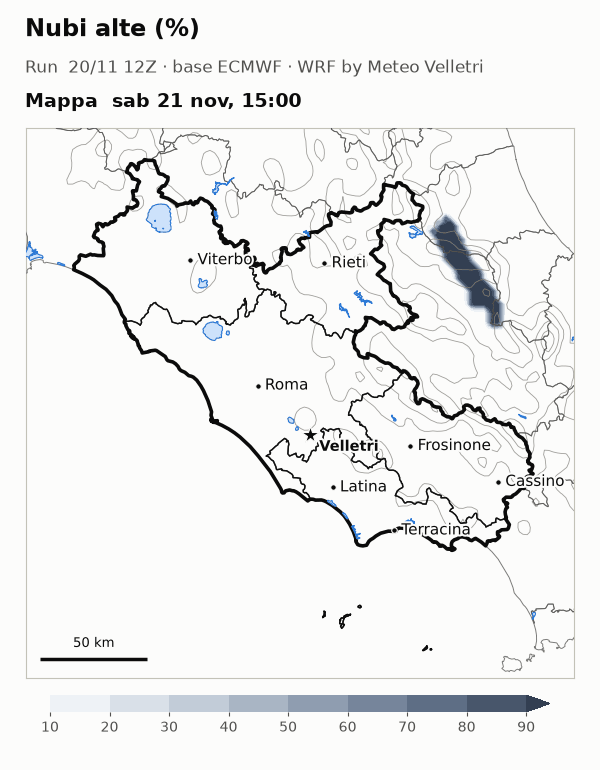 Nubi alte (%)
Run  20/11 12Z · base ECMWF · WRF by Meteo Velletri
Mappa  sab 21 nov, 15:00
Viterbo
Rieti
Roma
Velletri
Frosinone
Cassino
Latina
Terracina
50 km
10 20 30 40 50 60 70 80 90